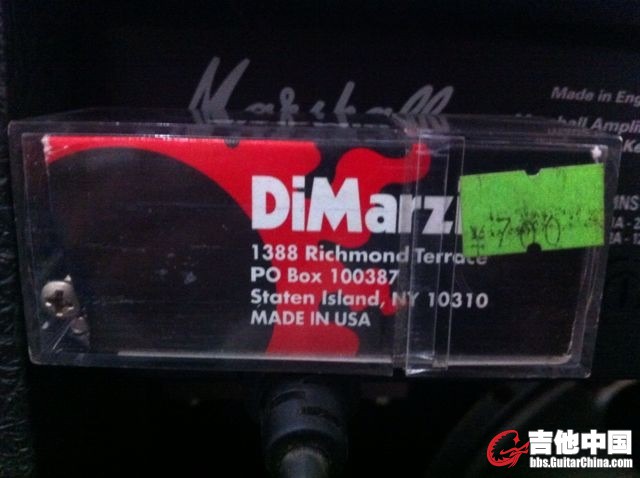 Marshall
Made in
DiMarzi
1388 Richmond Terrace
PO Box 100387
Staten Island, NY 10310
MADE IN USA
吉他中国
bbs.GuitarChina.com